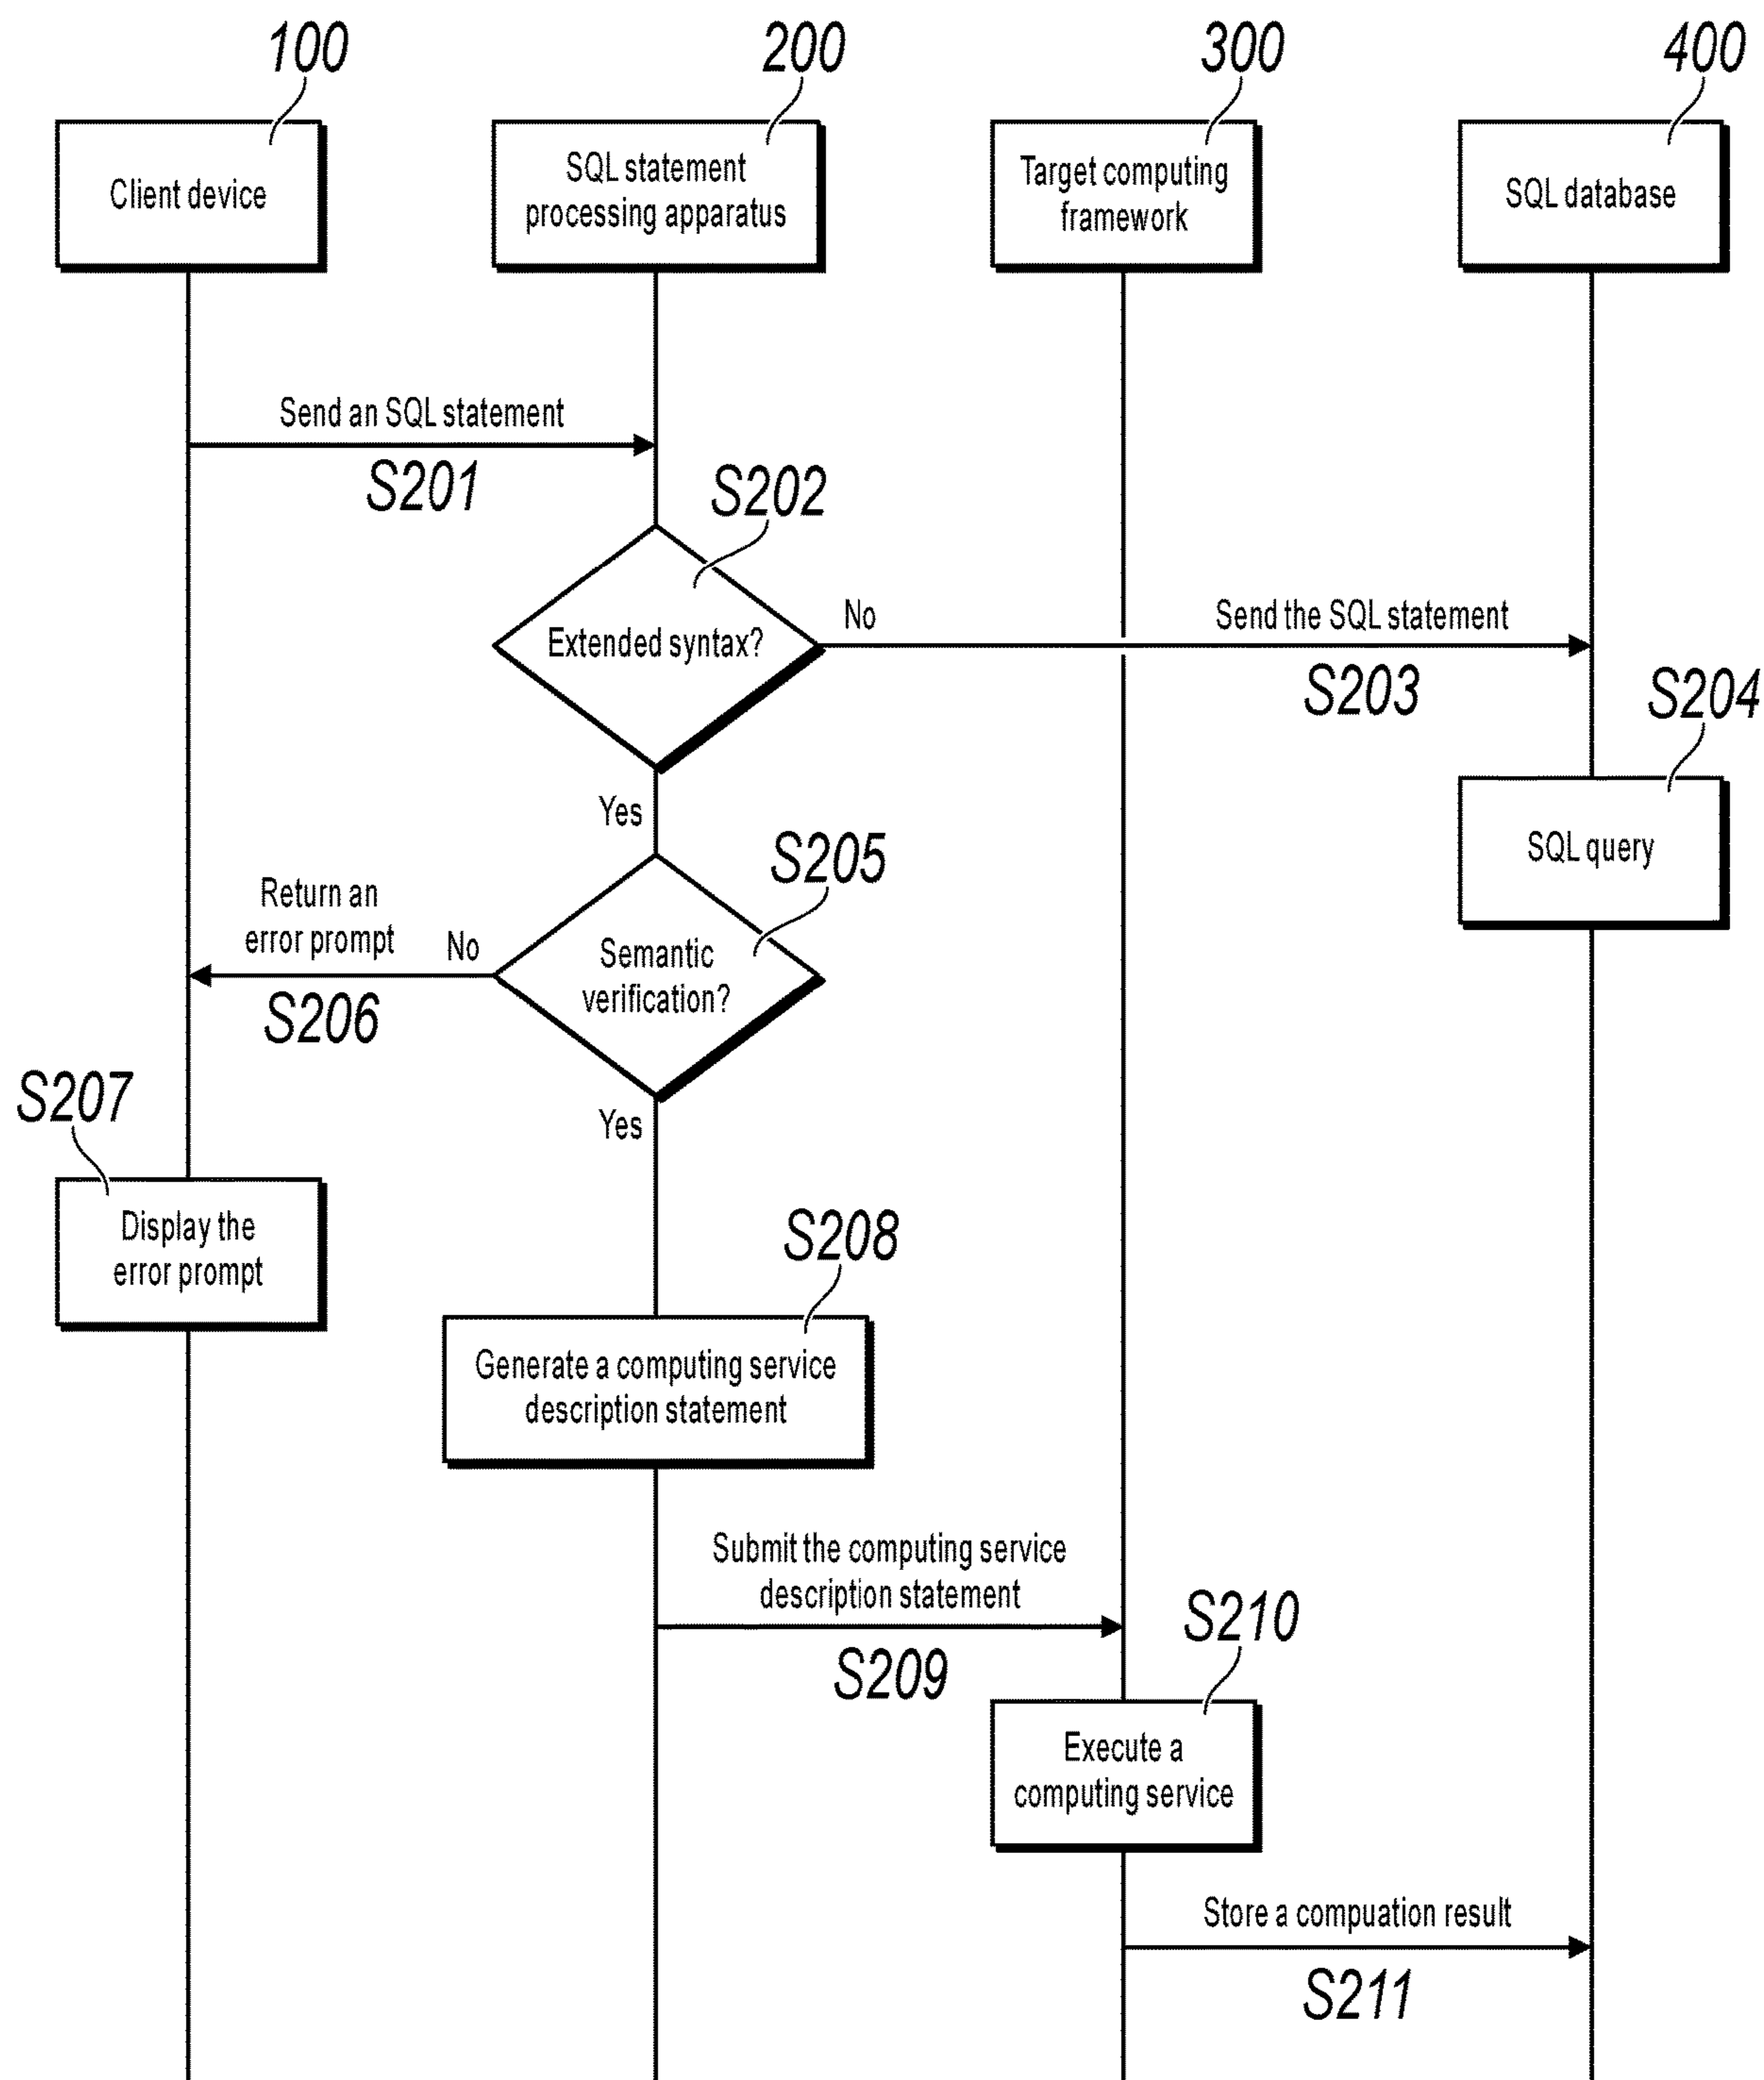 100
200
300
400
Client device
SQL statement
processing apparatus
Target computing
framework
SQL database
Send an SQL statement
S201
S202
Extended syntax?
No
Send the SQL statement
S203
S204
SQL query
Yes
S205
Return an
error prompt
No
Semantic
verification?
S206
S207
Yes
Display the
error prompt
S208
Generate a computing service
description statement
Submit the computing service
description statement
S209
S210
Execute a
computing service
Store a compuation result
S211